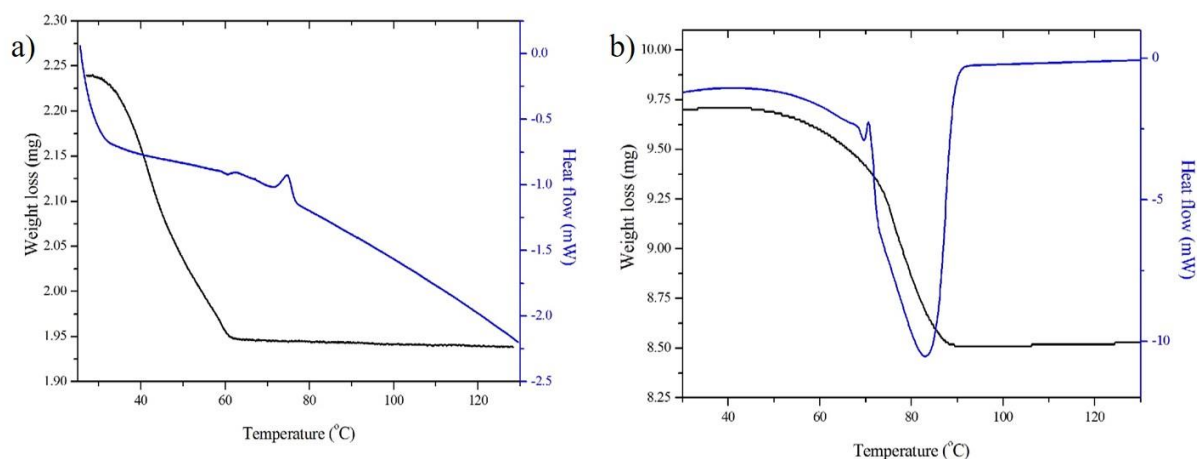 a)
2.30
2.25
2.20
2.15
2.10
2.05
2.00
1.95
1.90
Weight loss (mg)
0.0
-0.5
-1.0
-1.5
-2.0
-2.5
Heat flow (mW)
40 60 80 100 120
Temperature (°C)
b)
10.00
9.75
9.50
9.25
9.00
8.75
8.50
8.25
Weight loss (mg)
0
-5
-10
Heat flow (mW)
40 60 80 100 120
Temperature (°C)